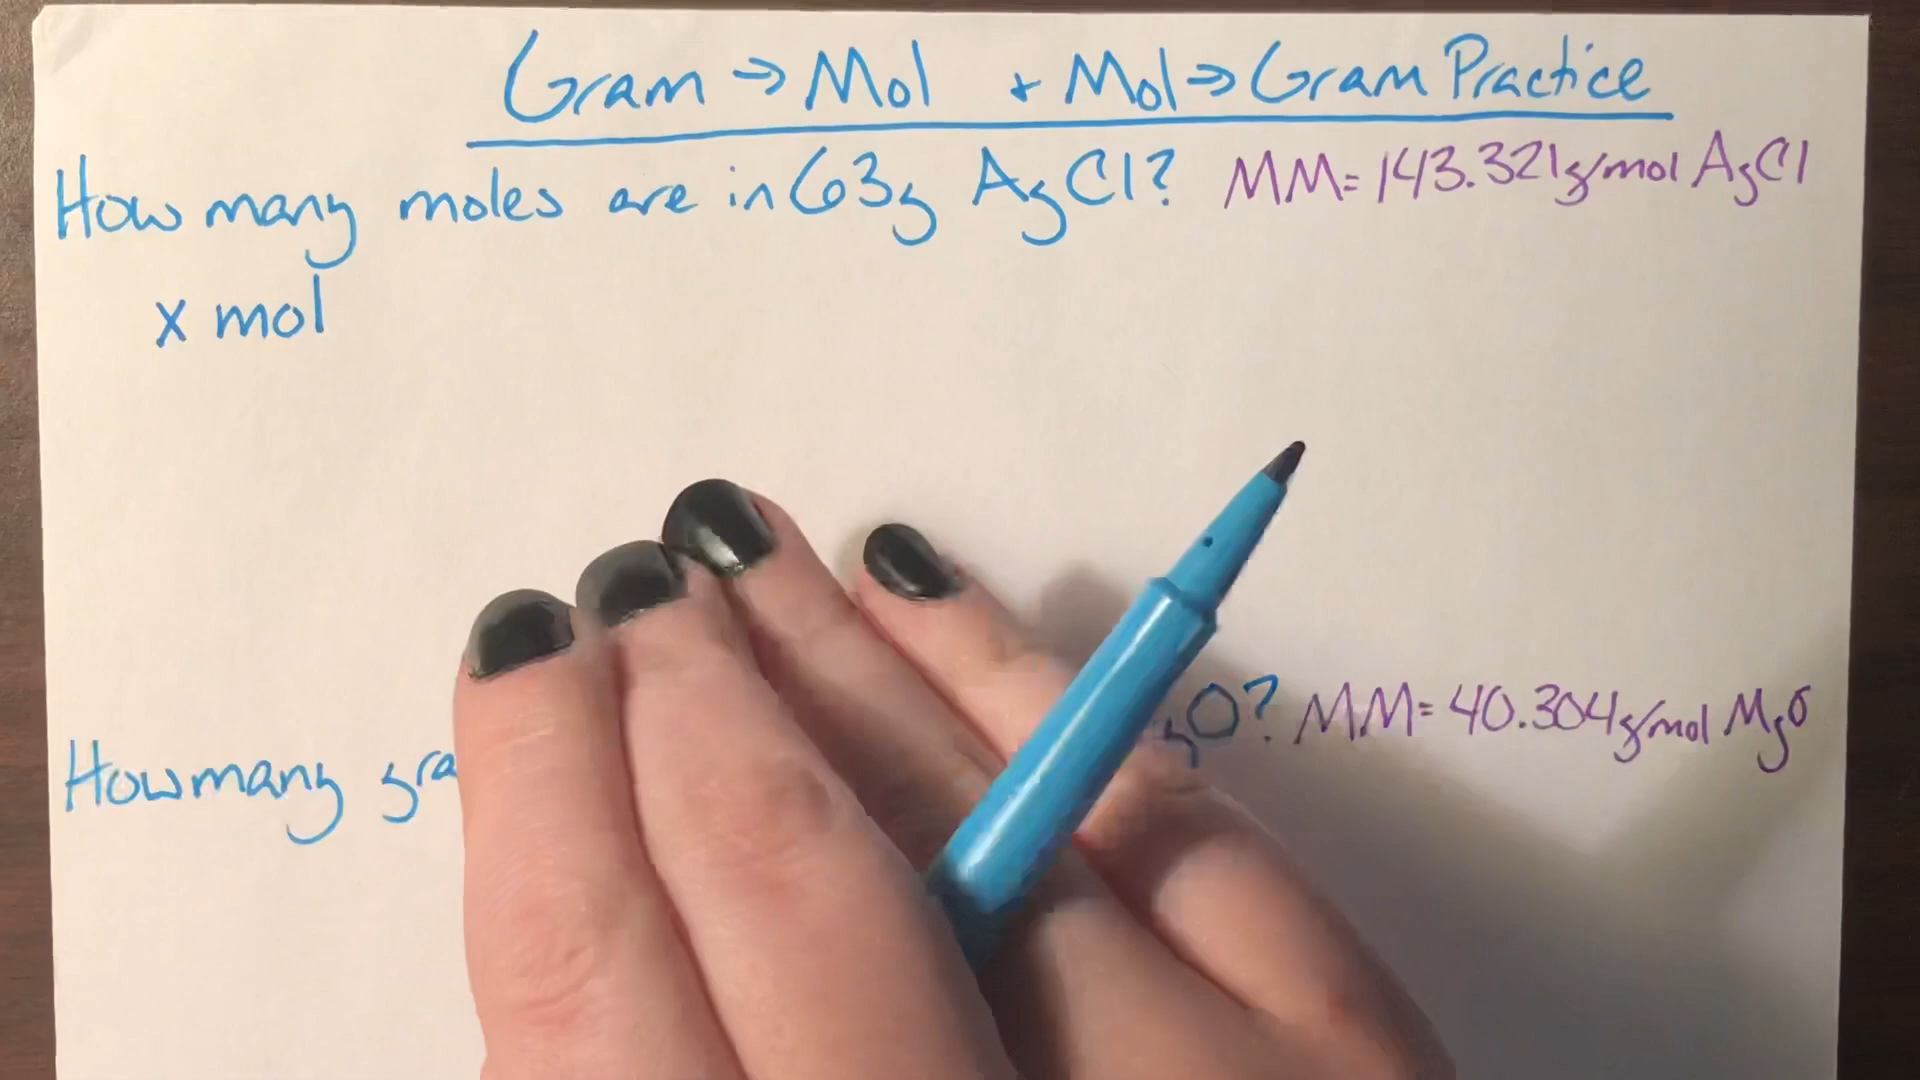 Gram → Mol + Mol → Gram Practice
How many moles are in 63g AgCl? MM= 143.321g/mol AgCl
x mol
How many gO? MM= 40.304g/mol MgO